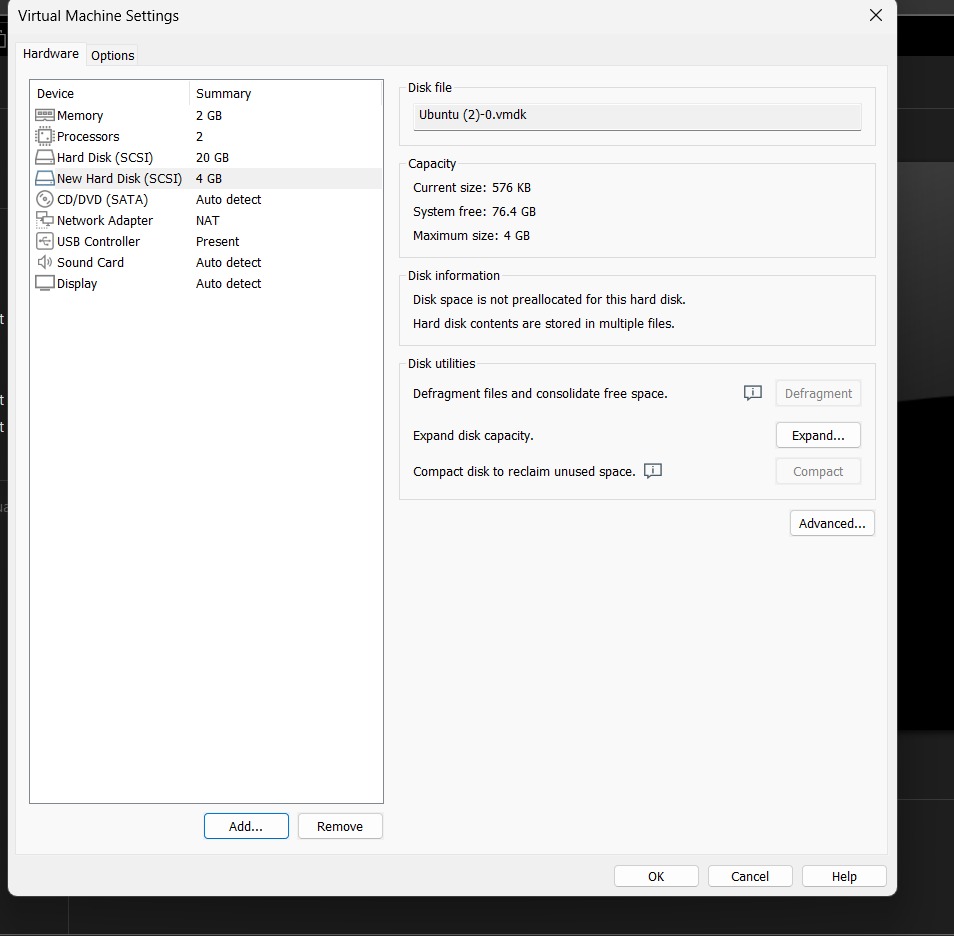 Virtual Machine Settings
Hardware Options
Device Summary
Memory 2 GB
Processors 2
Hard Disk (SCSI) 20 GB
New Hard Disk (SCSI) 4 GB
CD/DVD (SATA) Auto detect
Network Adapter NAT
USB Controller Present
Sound Card Auto detect
Display Auto detect
Add... Remove
Disk file
Ubuntu (2)-0.vmdk
Capacity
Current size: 576 KB
System free: 76.4 GB
Maximum size: 4 GB
Disk information
Disk space is not preallocated for this hard disk.
Hard disk contents are stored in multiple files.
Disk utilities
Defragment files and consolidate free space. Defragment
Expand disk capacity. Expand...
Compact disk to reclaim unused space. Compact
Advanced...
OK Cancel Help